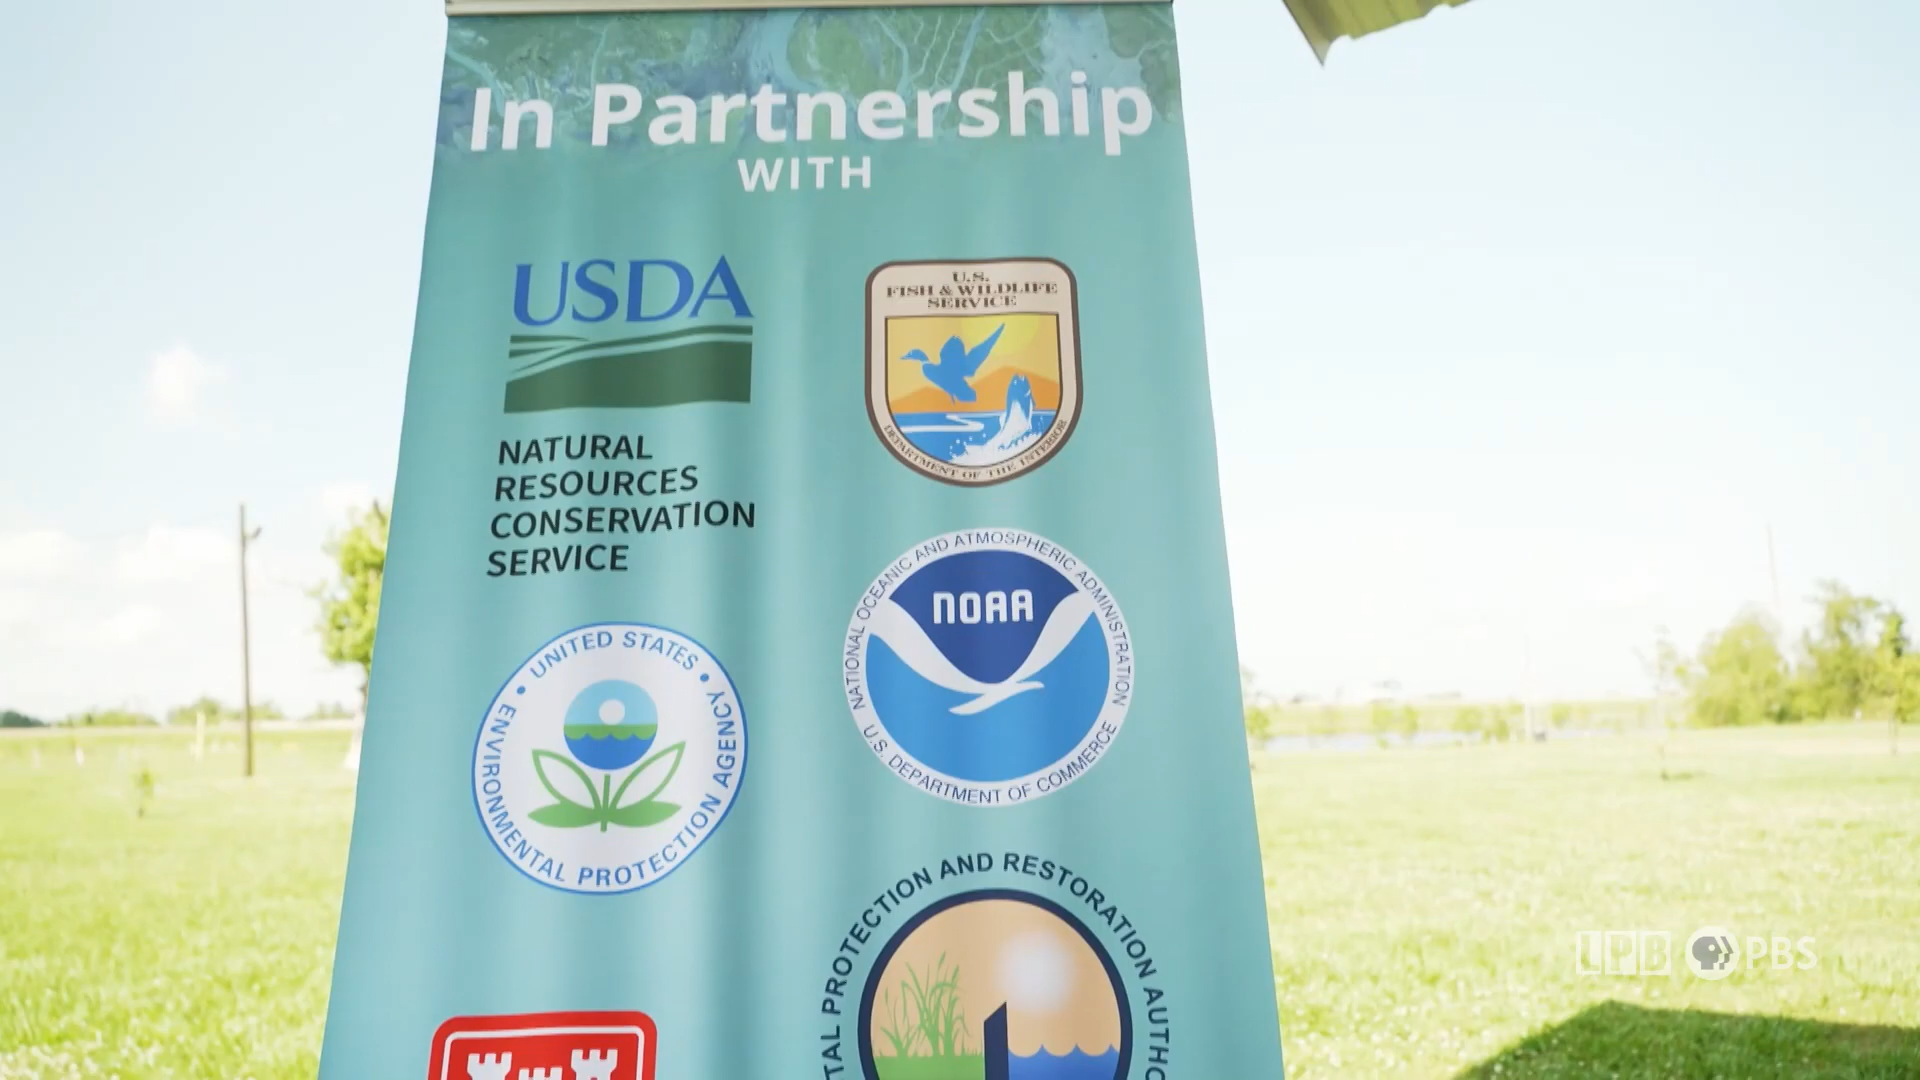 In Partnership
WITH
USDA
NATURAL
RESOURCES
CONSERVATION
SERVICE
U.S.
FISH & WILDLIFE
SERVICE
DEPARTMENT OF THE INTERIOR
NATIONAL OCEANIC AND ATMOSPHERIC ADMINISTRATION
NOAA
U.S. DEPARTMENT OF COMMERCE
UNITED STATES
ENVIRONMENTAL PROTECTION AGENCY
PROTECTION AND RESTORATION
LPB PBS